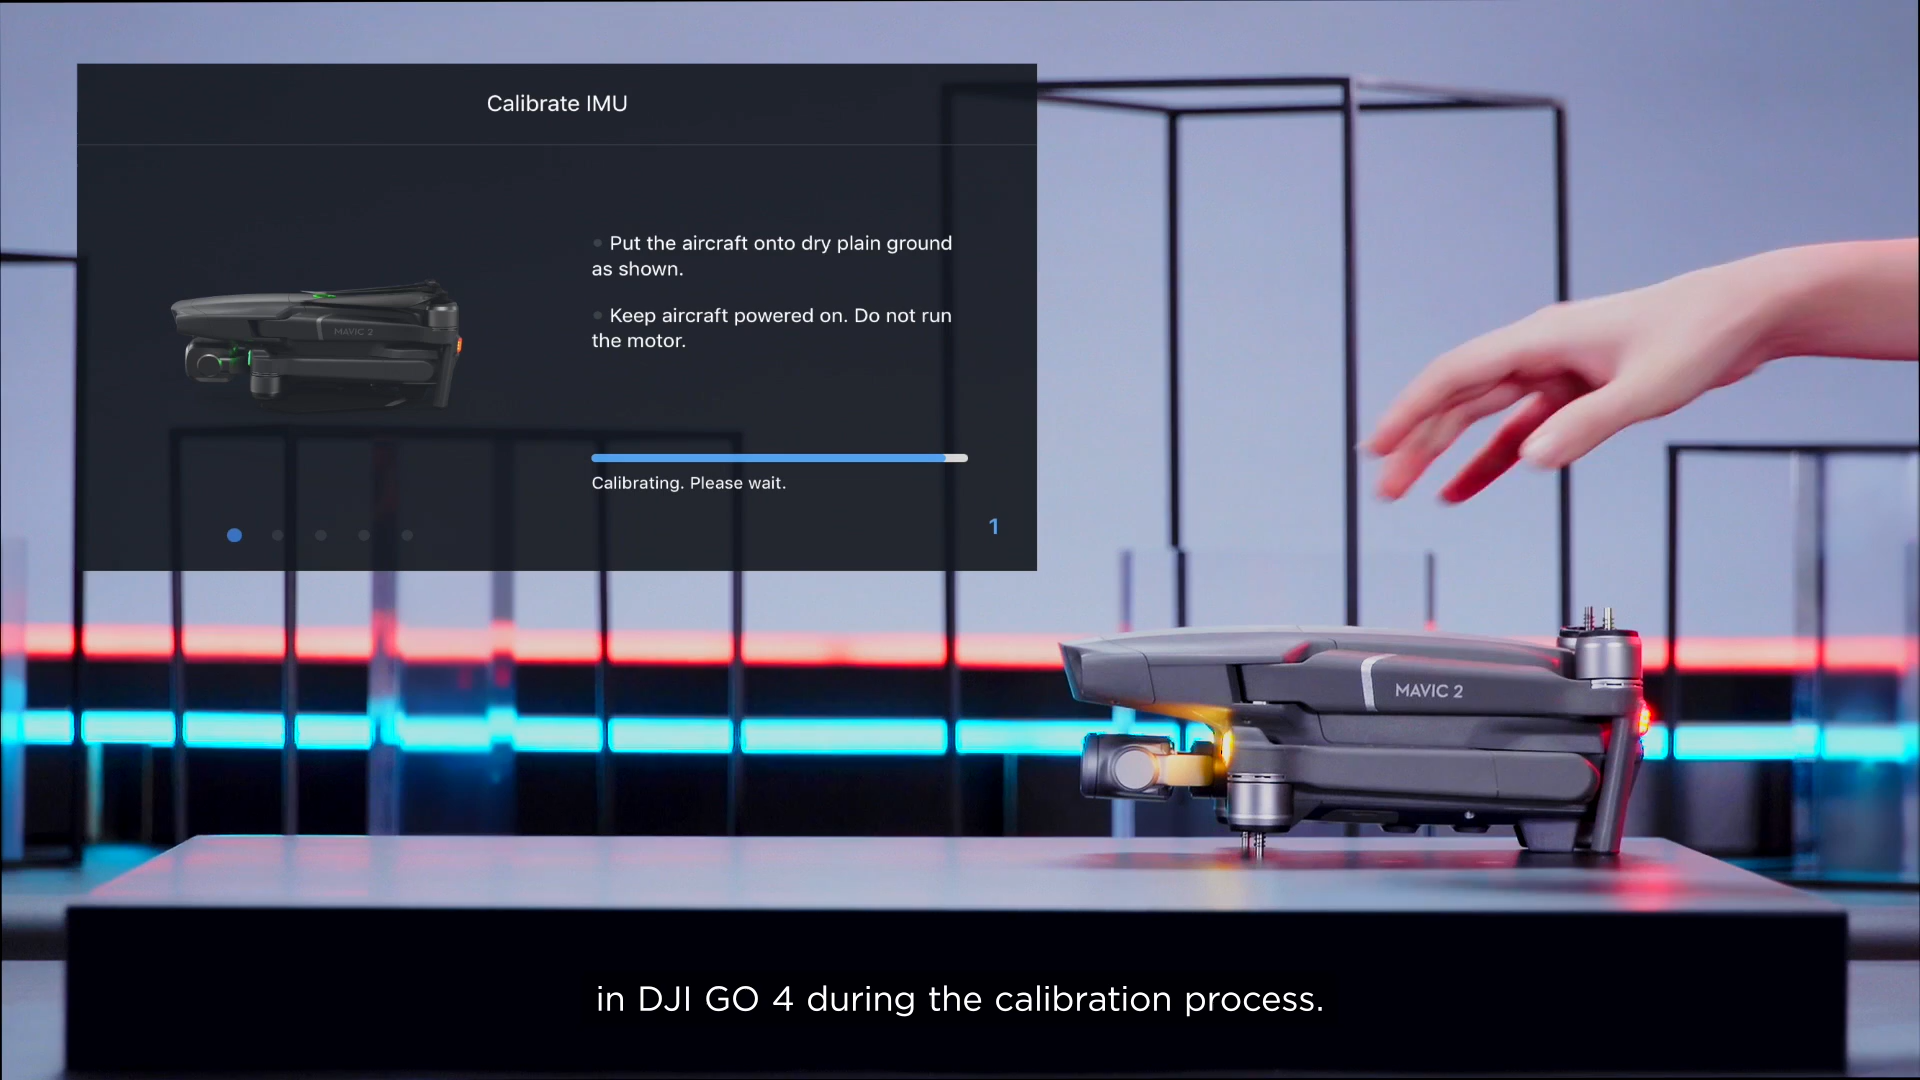 Calibrate IMU
Put the aircraft onto dry plain ground
as shown.
Keep aircraft powered on. Do not run
the motor.
MAVIC 2
Calibrating. Please wait.
1
MAVIC 2
in DJI GO 4 during the calibration process.